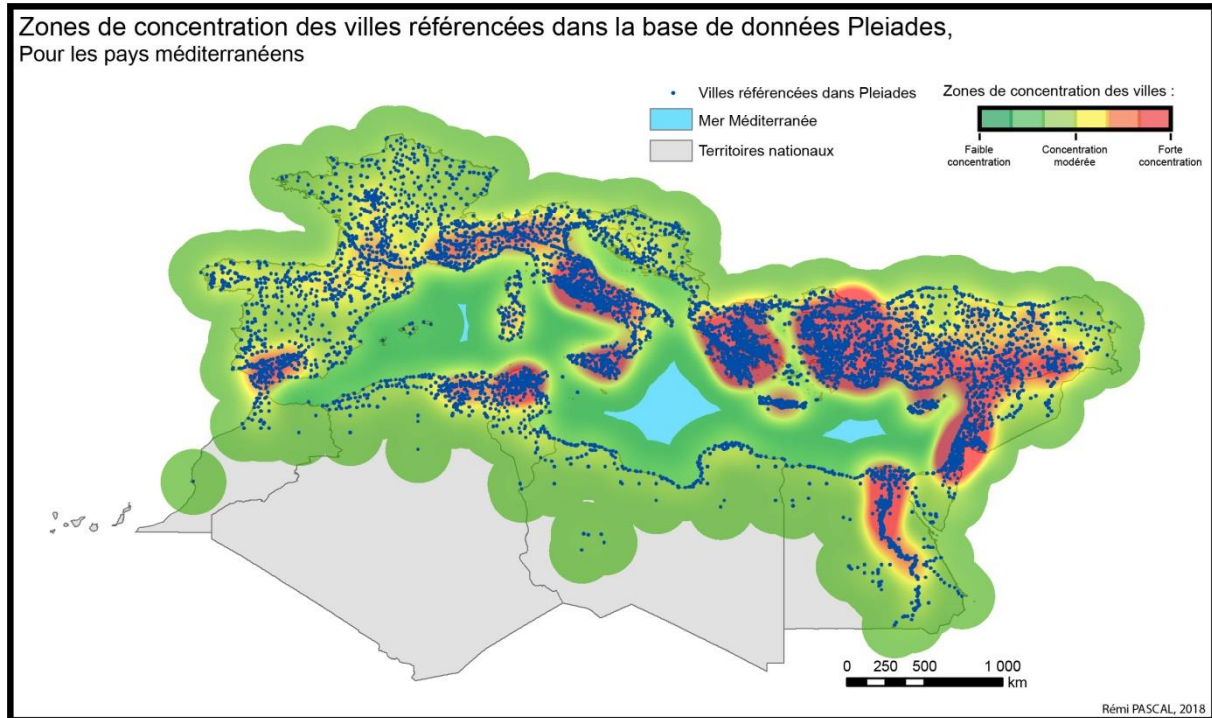 Zones de concentration des villes référencées dans la base de données Pleiades,
Pour les pays méditerranéens
Villes référencées dans Pleiades
Mer Méditerranée
Territoires nationaux
Zones de concentration des villes :
Faible
concentration
Concentration
modérée
Forte
concentration
0 250 500 1 000
km
Rémi PASCAL, 2018